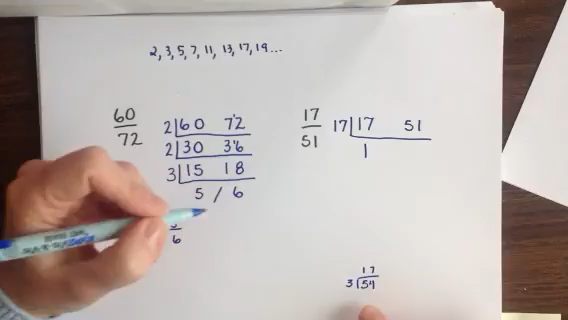 2, 3, 5, 7, 11, 13, 17, 19...
60
72
2 60 72
2 30 36
3 15 18
5 / 6
6
17
51
17 17 51
1
17
3 51